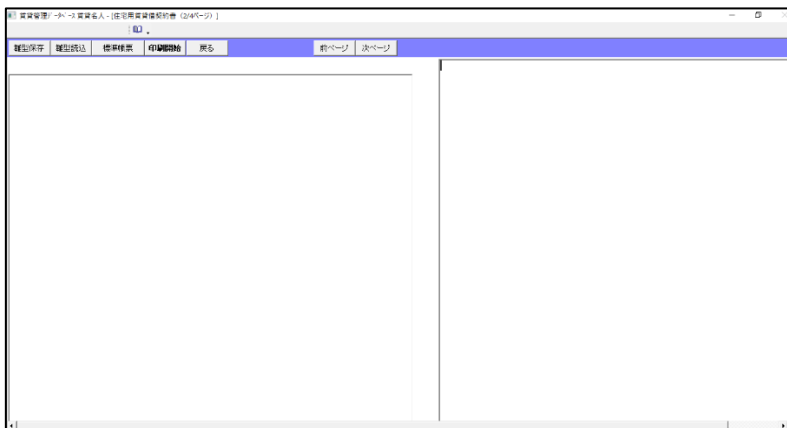 賃貸管理ﾃﾞｰﾀﾍﾞｰｽ 賃貸名人 - [住宅用賃貸借契約書（2/4ページ）]
雛型保存 雛型読込 標準帳票 印刷開始 戻る 前ページ 次ページ